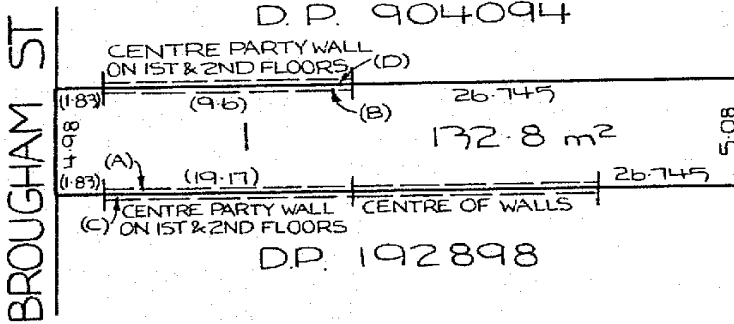 D. P. 904094
BROUGHAM ST
CENTRE PARTY WALL
ON 1ST & 2ND FLOORS
(D)
(1·83)
(9·6)
(B)
26·745
4·98
1
132·8 m²
5·08
(A)
(1·83)
(19·17)
26·745
(C)
CENTRE PARTY WALL
ON 1ST & 2ND FLOORS
CENTRE OF WALLS
D.P. 192898